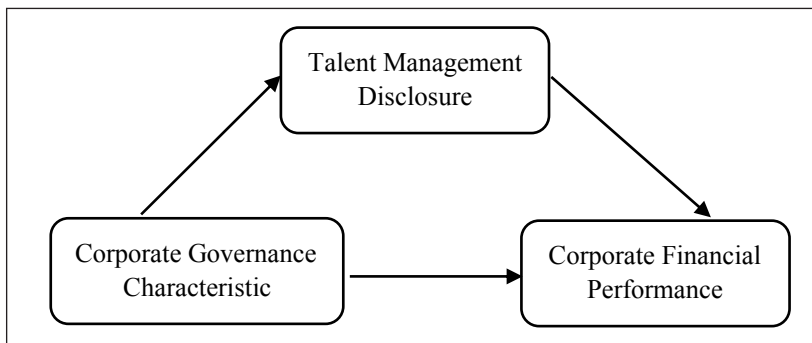 Talent Management
Disclosure
Corporate Governance
Characteristic
Corporate Financial
Performance